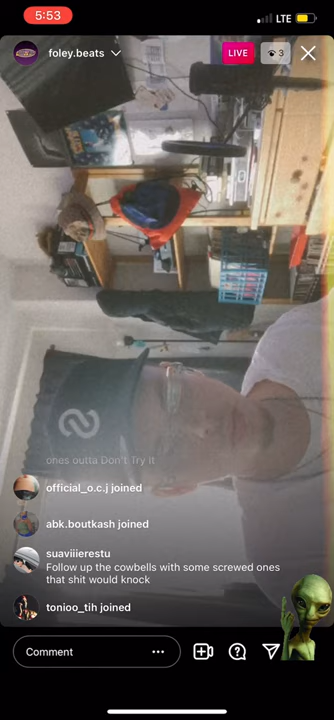 5:53
LTE
foley.beats
LIVE
3
ones outta Don't Try It
official_o.c.j joined
abk.boutkash joined
suaviiierestu
Follow up the cowbells with some screwed ones
that shit would knock
tonioo_tih joined
Comment